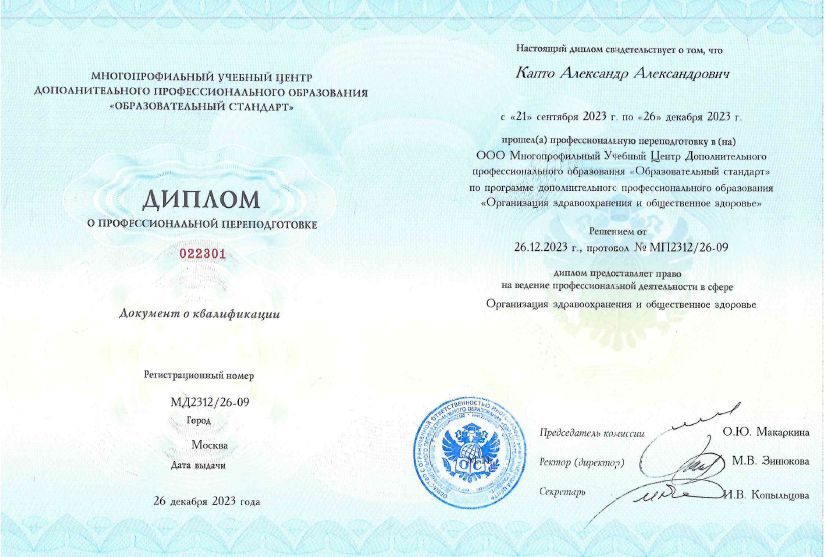 МНОГОПРОФИЛЬНЫЙ УЧЕБНЫЙ ЦЕНТР
ДОПОЛНИТЕЛЬНОГО ПРОФЕССИОНАЛЬНОГО ОБРАЗОВАНИЯ
«ОБРАЗОВАТЕЛЬНЫЙ СТАНДАРТ»
ДИПЛОМ
О ПРОФЕССИОНАЛЬНОЙ ПЕРЕПОДГОТОВКЕ
022301
Документ о квалификации
Регистрационный номер
МД2312/26-09
Город
Москва
Дата выдачи
26 декабря 2023 года
Настоящий диплом свидетельствует о том, что
Капто Александр Александрович
с «21» сентября 2023 г. по «26» декабря 2023 г.
прошел(а) профессиональную переподготовку в (на)
ООО Многопрофильный Учебный Центр Дополнительного
профессионального образования «Образовательный стандарт»
по программе дополнительного профессионального образования
«Организация здравоохранения и общественное здоровье»
Решением от
26.12.2023 г., протокол № МП2312/26-09
диплом предоставляет право
на ведение профессиональной деятельности в сфере
Организация здравоохранения и общественное здоровье
Председатель комиссии О.Ю. Макаркина
Ректор (директор) М.В. Зинюкова
Секретарь И.В. Копыльцова